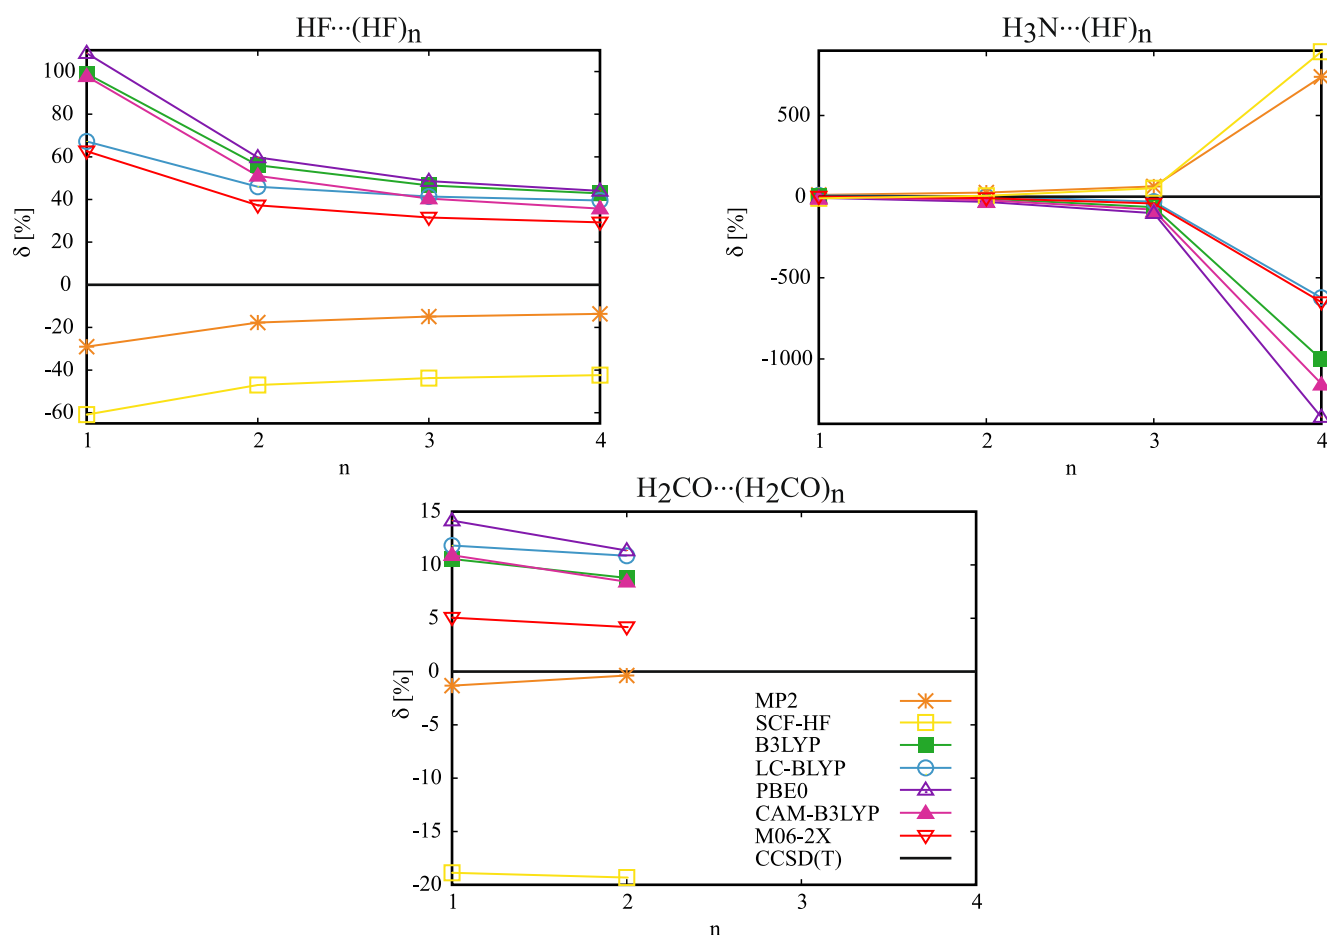 HF···(HF)n
100
80
60
40
20
0
-20
-40
-60
δ [%]
1 2 3 4
n
H3N···(HF)n
500
0
-500
-1000
δ [%]
1 2 3 4
n
H2CO···(H2CO)n
15
10
5
0
-5
-10
-15
-20
δ [%]
MP2
SCF-HF
B3LYP
LC-BLYP
PBE0
CAM-B3LYP
M06-2X
CCSD(T)
1 2 3 4
n